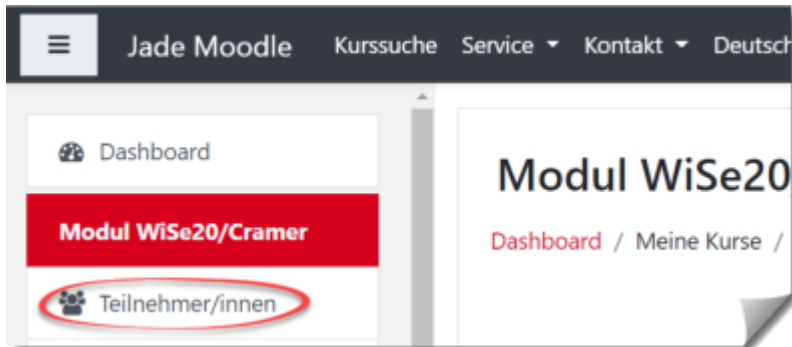 Jade Moodle Kurssuche Service Kontakt Deutsch
Dashboard
Modul WiSe20/Cramer
Teilnehmer/innen
Modul WiSe20
Dashboard / Meine Kurse /